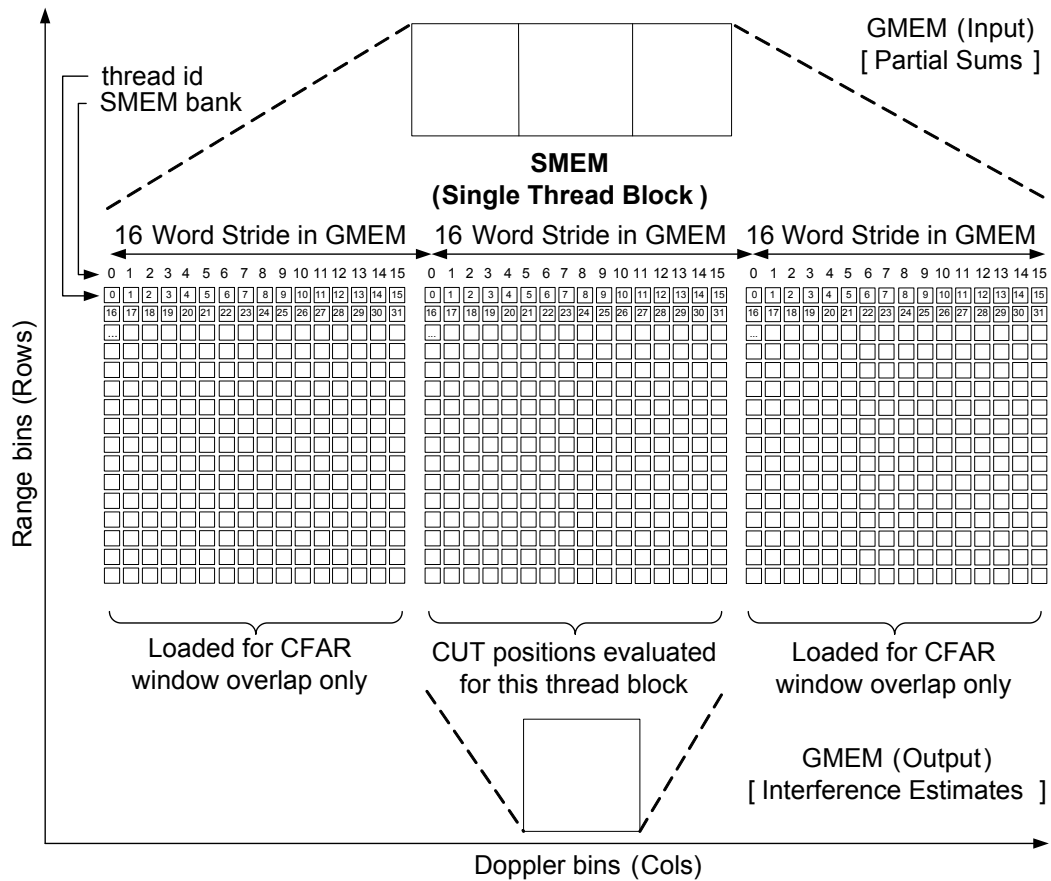 GMEM (Input)
[ Partial Sums ]
thread id
SMEM bank
SMEM
(Single Thread Block )
16 Word Stride in GMEM 16 Word Stride in GMEM 16 Word Stride in GMEM
0 1 2 3 4 5 6 7 8 9 10 11 12 13 14 15 0 1 2 3 4 5 6 7 8 9 10 11 12 13 14 15 0 1 2 3 4 5 6 7 8 9 10 11 12 13 14 15
0 1 2 3 4 5 6 7 8 9 10 11 12 13 14 15 0 1 2 3 4 5 6 7 8 9 10 11 12 13 14 15 0 1 2 3 4 5 6 7 8 9 10 11 12 13 14 15
16 17 18 19 20 21 22 23 24 25 26 27 28 29 30 31 16 17 18 19 20 21 22 23 24 25 26 27 28 29 30 31 16 17 18 19 20 21 22 23 24 25 26 27 28 29 30 31
... ... ...
Range bins (Rows)
Loaded for CFAR
window overlap only
CUT positions evaluated
for this thread block
Loaded for CFAR
window overlap only
GMEM (Output)
[ Interference Estimates ]
Doppler bins (Cols)